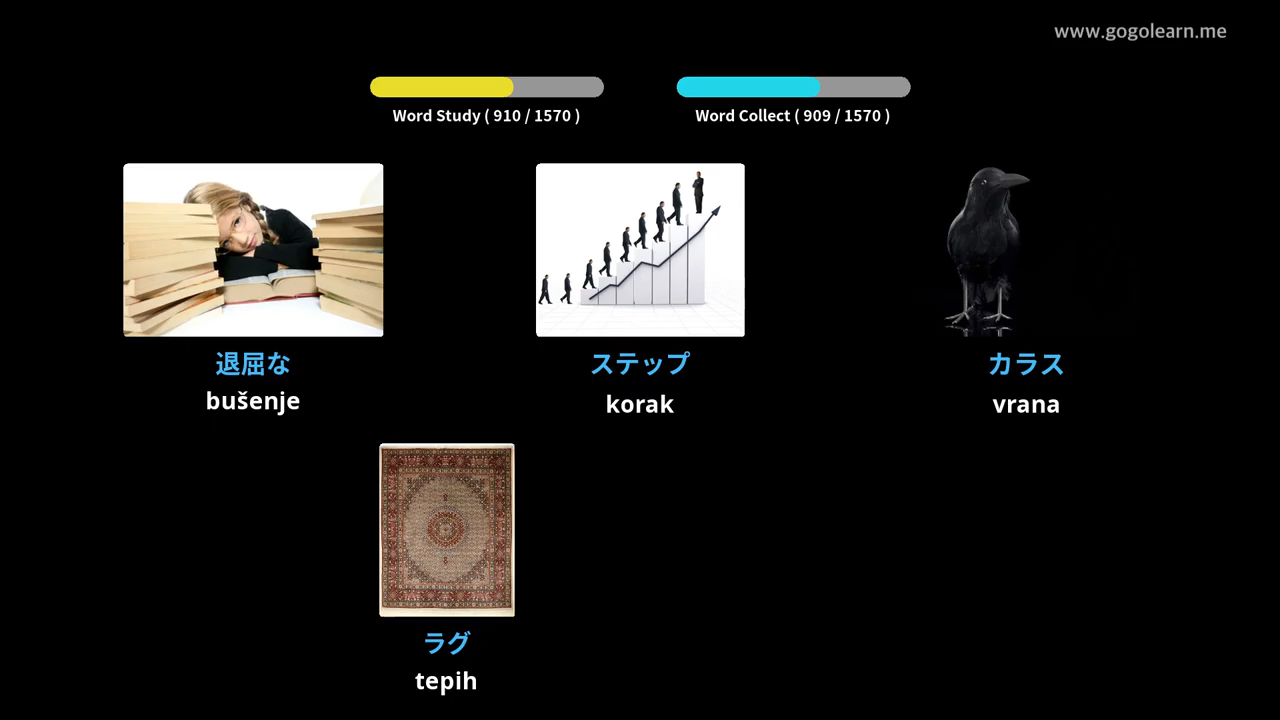 www.gogolearn.me
Word Study ( 910 / 1570 )
Word Collect ( 909 / 1570 )
退屈な
bušenje
ステップ
korak
カラス
vrana
ラグ
tepih